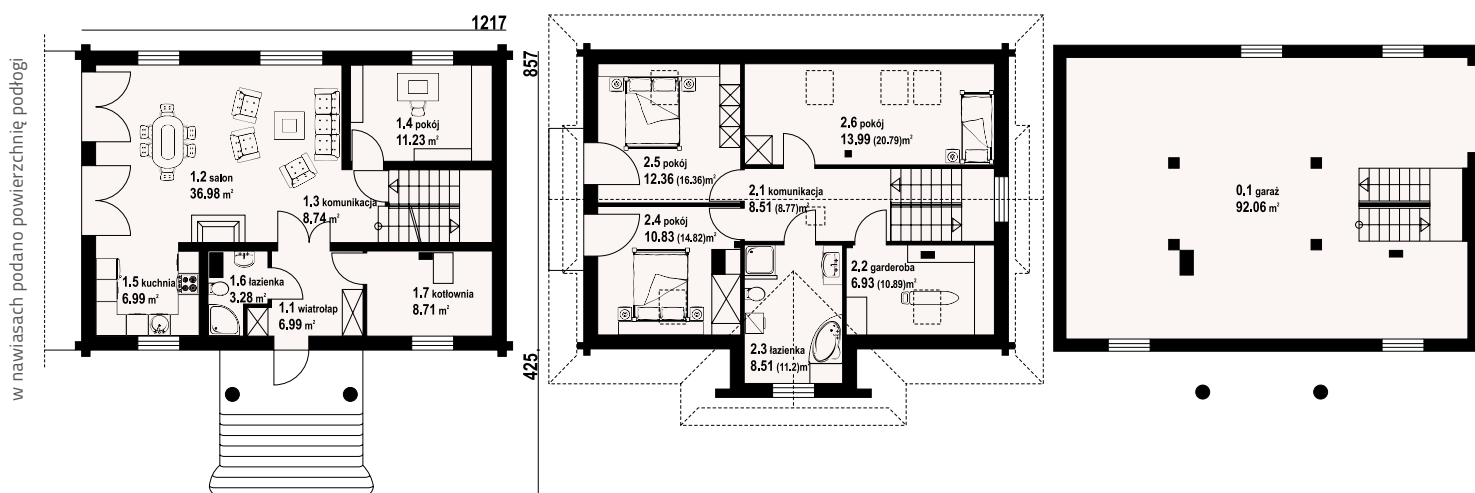 w nawiasach podano powierzchnię podłogi
1217
857
425
1.4 pokój
11.23 m²
1.2 salon
36.98 m²
1.3 komunikacja
8.74 m²
1.5 kuchnia
6.99 m²
1.6 łazienka
3.28 m²
1.1 wiatrołap
6.99 m²
1.7 kotłownia
8.71 m²
2.6 pokój
13.99 (20.79)m²
2.5 pokój
12.36 (16.36)m²
2.1 komunikacja
8.51 (8.77)m²
2.4 pokój
10.83 (14.82)m²
2.2 garderoba
6.93 (10.89)m²
2.3 łazienka
8.51 (11.2)m²
0.1 garaż
92.06 m²